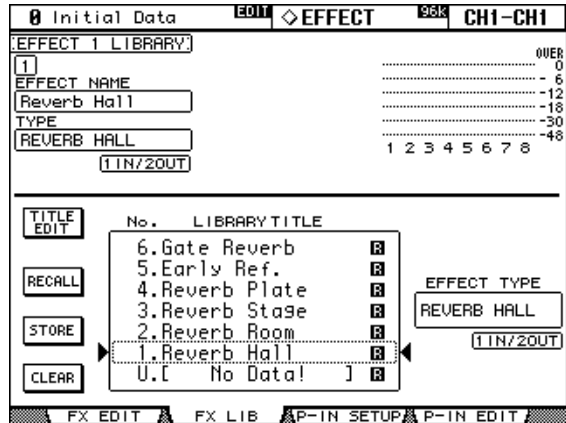 0 Initial Data EDIT ◇EFFECT 96K CH1-CH1
EFFECT 1 LIBRARY
1
EFFECT NAME
Reverb Hall
TYPE
REVERB HALL
1IN/2OUT
OVER
0
- 6
-12
-18
-30
-48
1 2 3 4 5 6 7 8
TITLE EDIT
RECALL
STORE
CLEAR
No. LIBRARY TITLE
6.Gate Reverb R
5.Early Ref. R
4.Reverb Plate R
3.Reverb Stage R
2.Reverb Room R
1.Reverb Hall R
U.[ No Data! ] R
EFFECT TYPE
REVERB HALL
1IN/2OUT
FX EDIT FX LIB P-IN SETUP P-IN EDIT